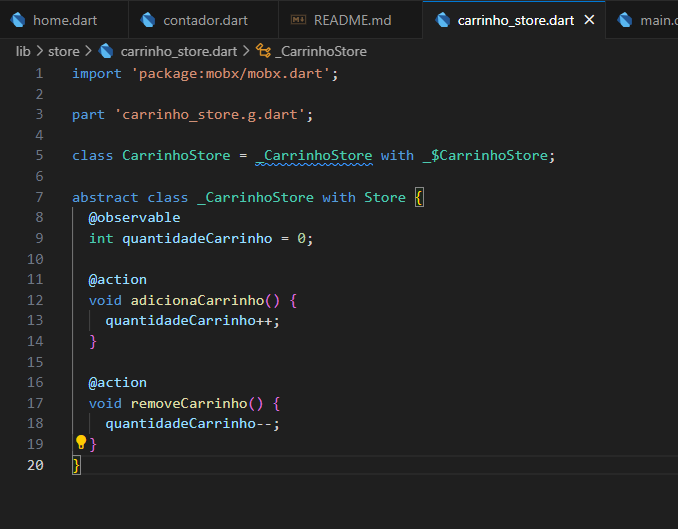 home.dart contador.dart README.md carrinho_store.dart main.
lib > store > carrinho_store.dart > _CarrinhoStore
1 import 'package:mobx/mobx.dart';
2
3 part 'carrinho_store.g.dart';
4
5 class CarrinhoStore = _CarrinhoStore with _$CarrinhoStore;
6
7 abstract class _CarrinhoStore with Store {
8 @observable
9 int quantidadeCarrinho = 0;
10
11 @action
12 void adicionaCarrinho() {
13 quantidadeCarrinho++;
14 }
15
16 @action
17 void removeCarrinho() {
18 quantidadeCarrinho--;
19 }
20 }